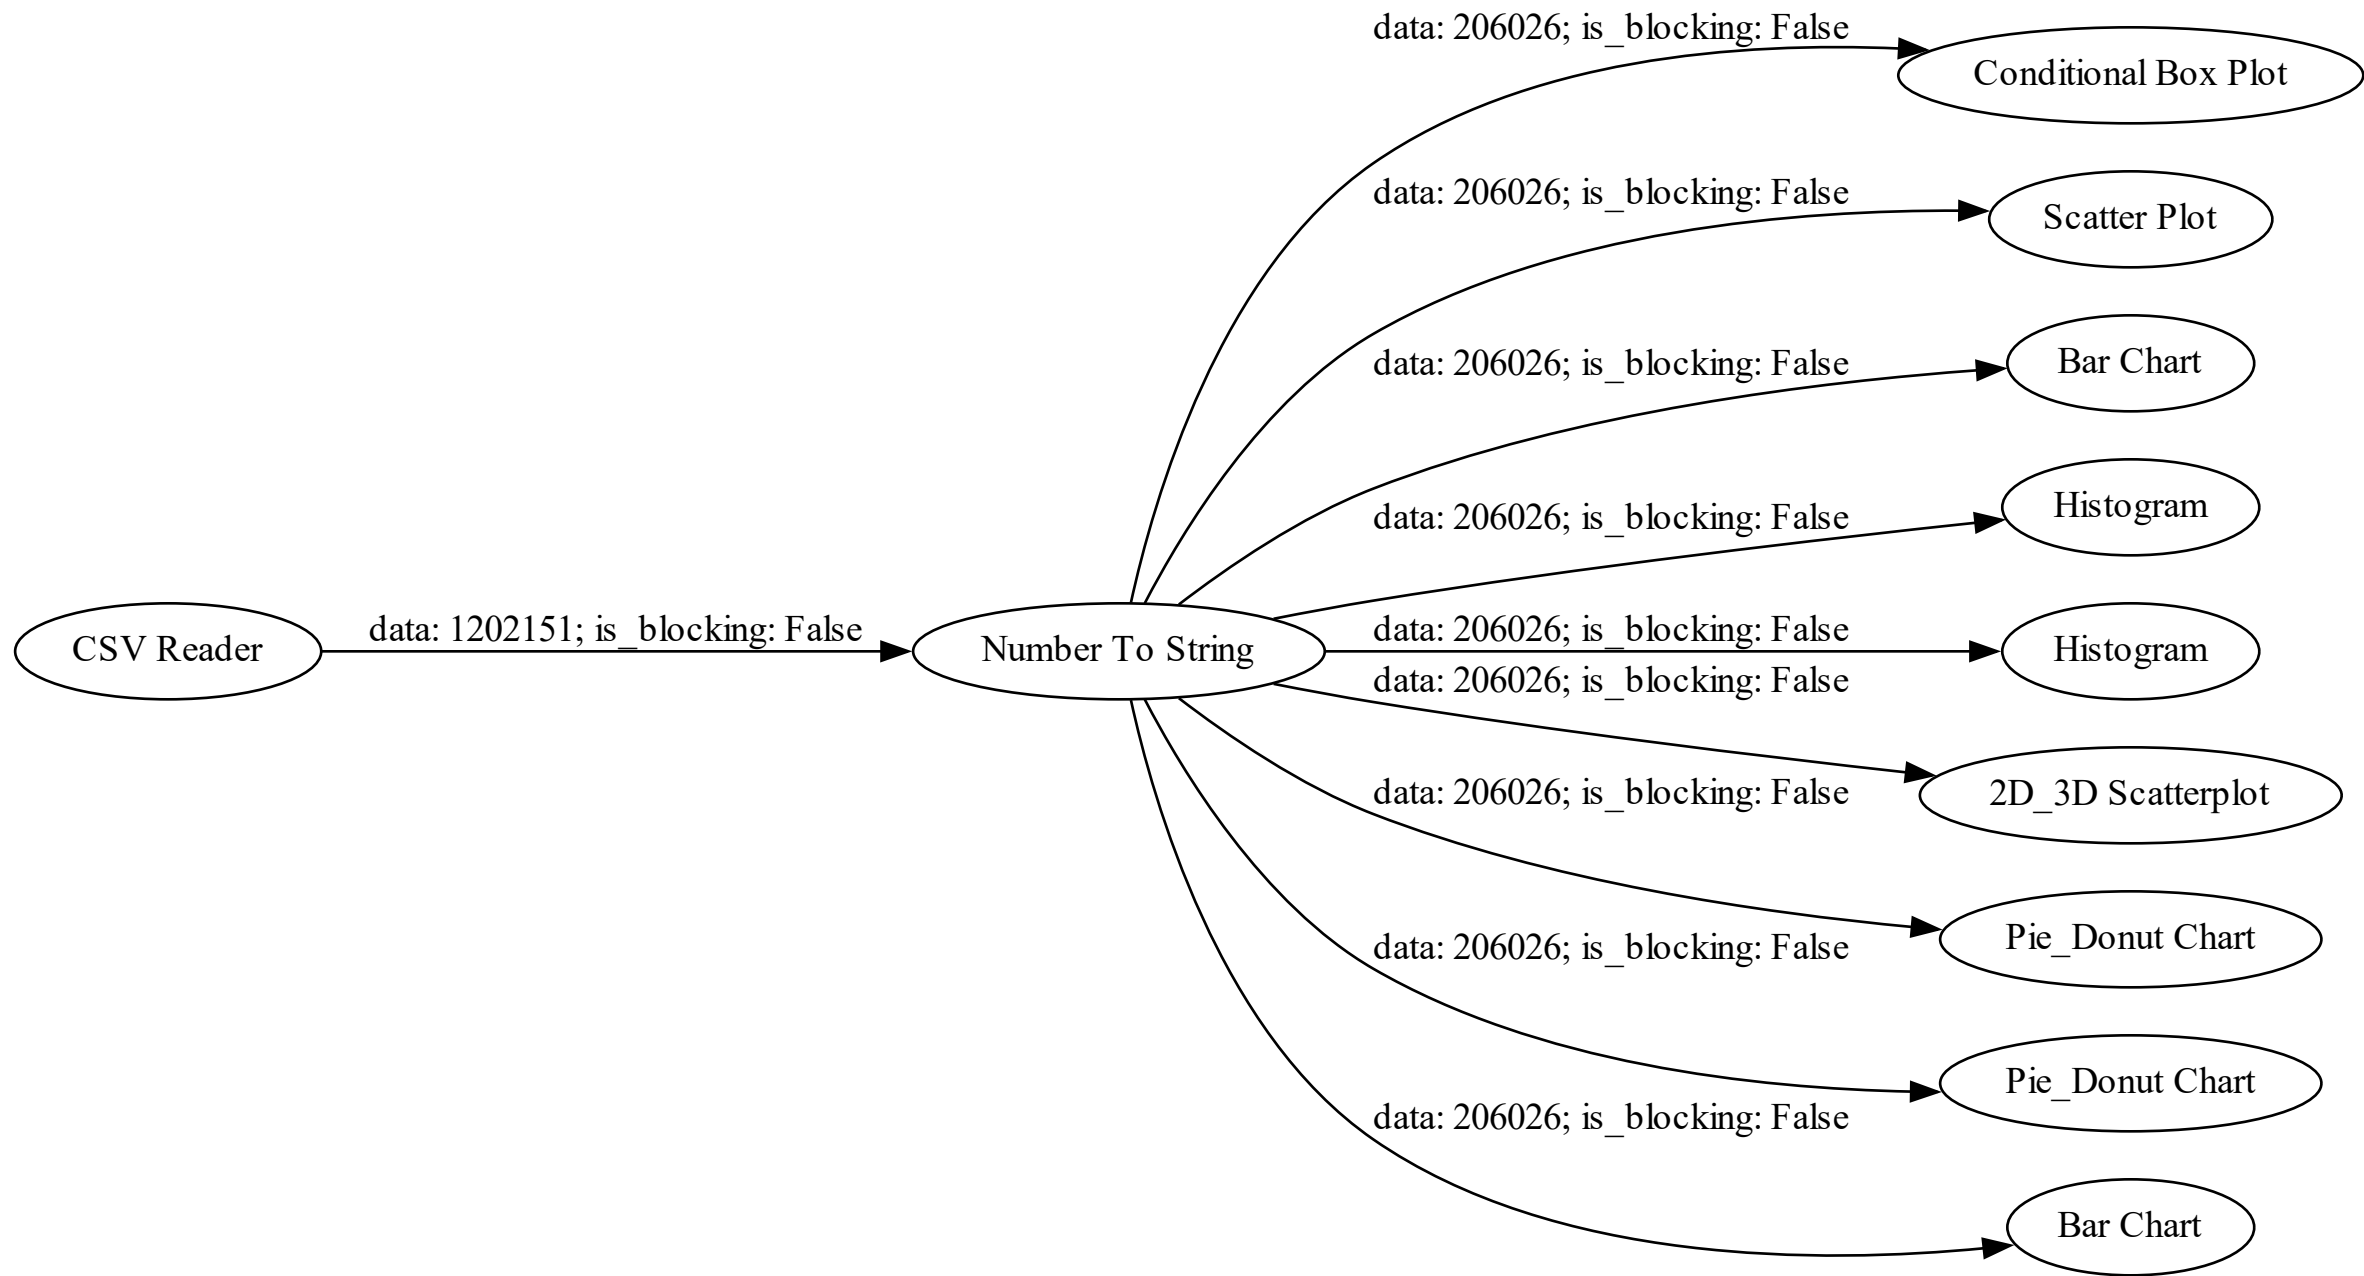 data: 206026; is_blocking: False
Conditional Box Plot
data: 206026; is_blocking: False
Scatter Plot
data: 206026; is_blocking: False
Bar Chart
data: 206026; is_blocking: False
Histogram
CSV Reader
data: 1202151; is_blocking: False
Number To String
data: 206026; is_blocking: False
Histogram
data: 206026; is_blocking: False
2D_3D Scatterplot
data: 206026; is_blocking: False
Pie_Donut Chart
data: 206026; is_blocking: False
Pie_Donut Chart
data: 206026; is_blocking: False
Bar Chart